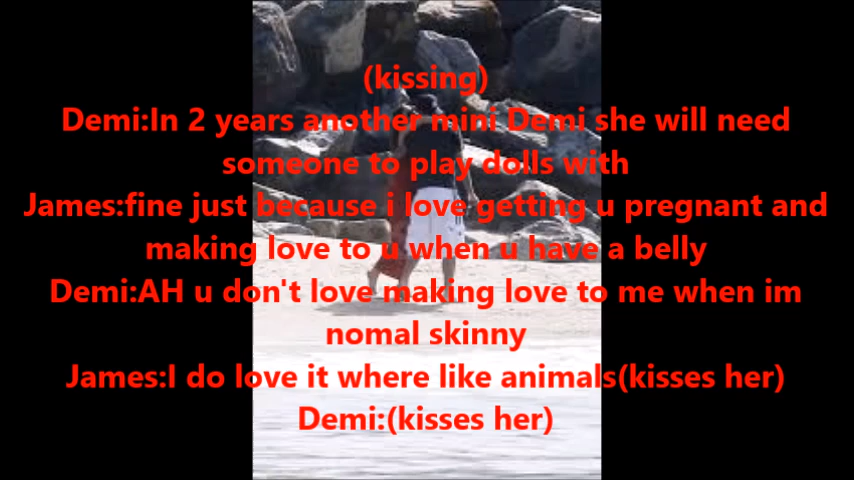 (kissing)
Demi:In 2 years another mini Demi she will need
someone to play dolls with
James:fine just because i love getting u pregnant and
making love to u when u have a belly
Demi:AH u don't love making love to me when im
nomal skinny
James:I do love it where like animals(kisses her)
Demi:(kisses her)